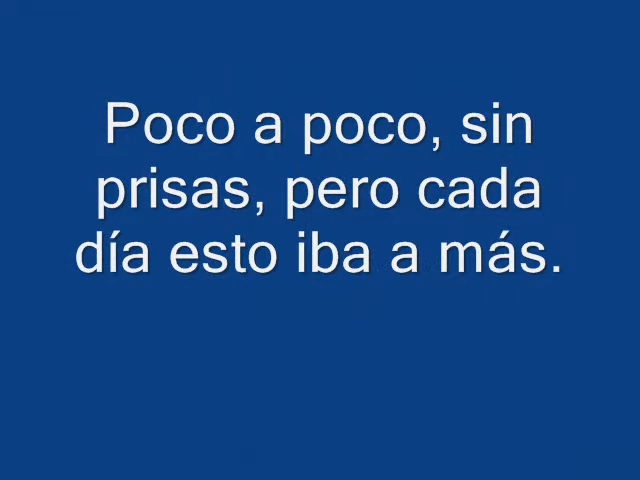 Poco a poco, sin
prisas, pero cada
día esto iba a más.